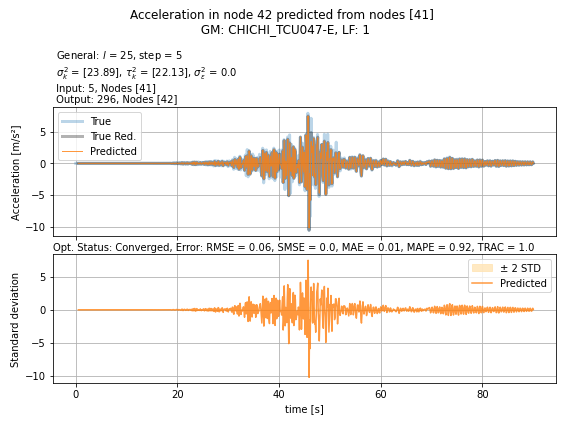 Acceleration in node 42 predicted from nodes [41]
GM: CHICHI_TCU047-E, LF: 1
General: l = 25, step = 5
σ²ₖ = [23.89], τ²ₖ = [22.13], σ²ε = 0.0
Input: 5, Nodes [41]
Output: 296, Nodes [42]
True
True Red.
Predicted
5
0
−5
−10
Acceleration [m/s²]
Opt. Status: Converged, Error: RMSE = 0.06, SMSE = 0.0, MAE = 0.01, MAPE = 0.92, TRAC = 1.0
± 2 STD
Predicted
5
0
−5
−10
Standard deviation
0 20 40 60 80
time [s]